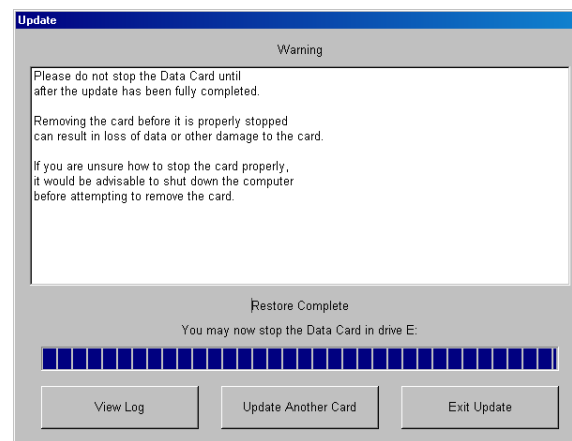 Update
Warning
Please do not stop the Data Card until
after the update has been fully completed.
Removing the card before it is properly stopped
can result in loss of data or other damage to the card.
If you are unsure how to stop the card properly,
it would be advisable to shut down the computer
before attempting to remove the card.
Restore Complete
You may now stop the Data Card in drive E:
View Log
Update Another Card
Exit Update